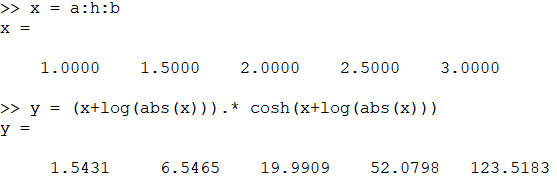 >> x = a:h:b
x =
1.0000 1.5000 2.0000 2.5000 3.0000
>> y = (x+log(abs(x))).* cosh(x+log(abs(x)))
y =
1.5431 6.5465 19.9909 52.0798 123.5183